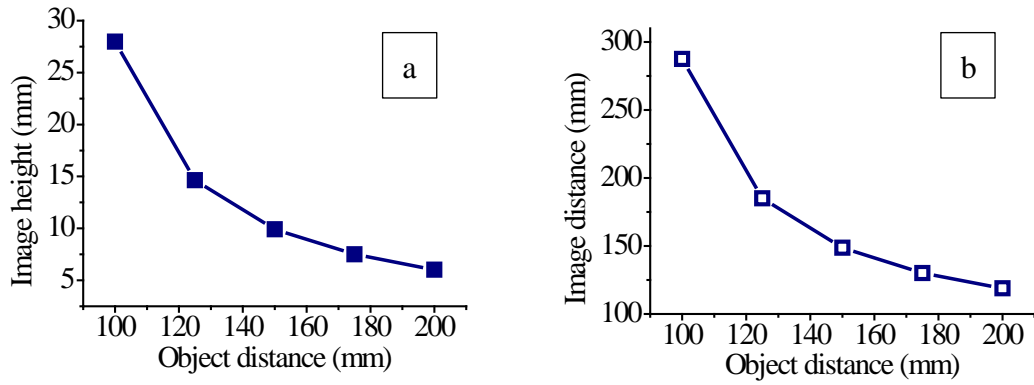 30
25
20
15
10
5
Image height (mm)
a
100 120 140 160 180 200
Object distance (mm)
300
250
200
150
100
Image distance (mm)
b
100 120 140 160 180 200
Object distance (mm)